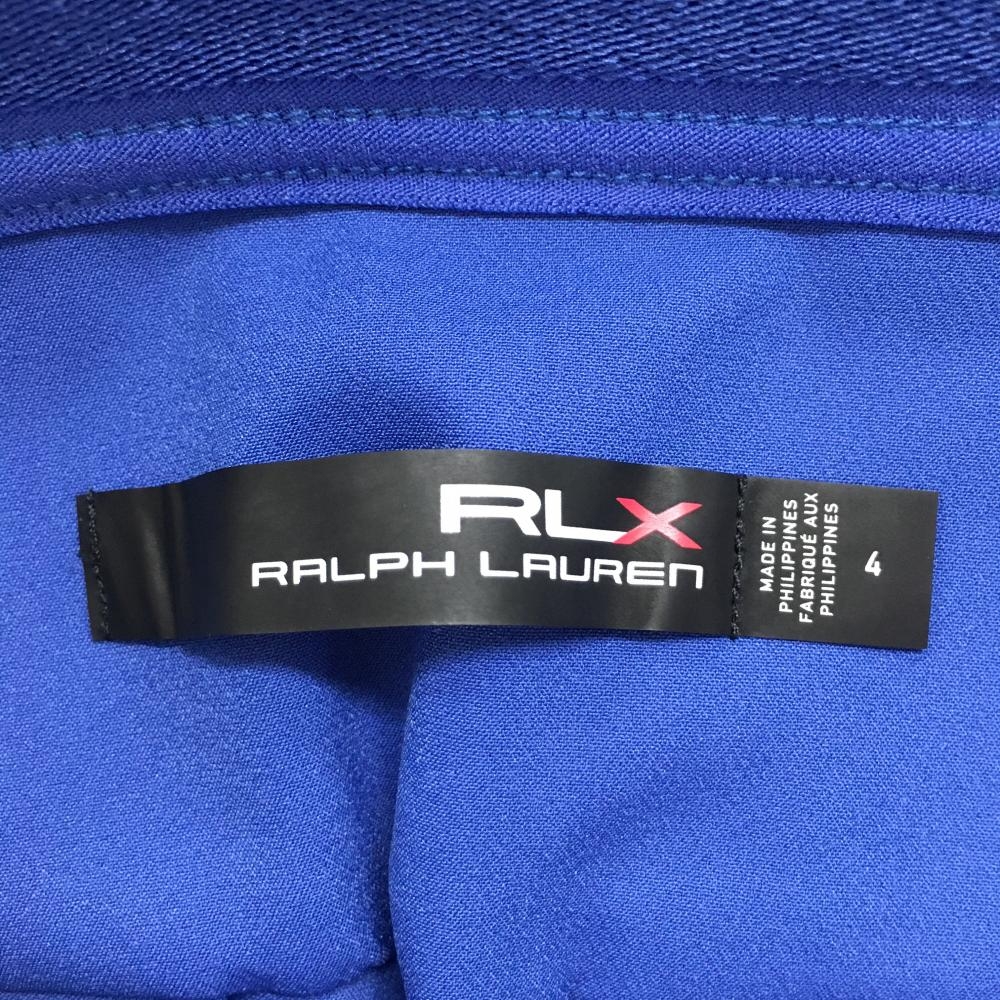 RLX
RALPH LAUREN
MADE IN
PHILIPPINES
FABRIQUÉ AUX
PHILIPPINES
4